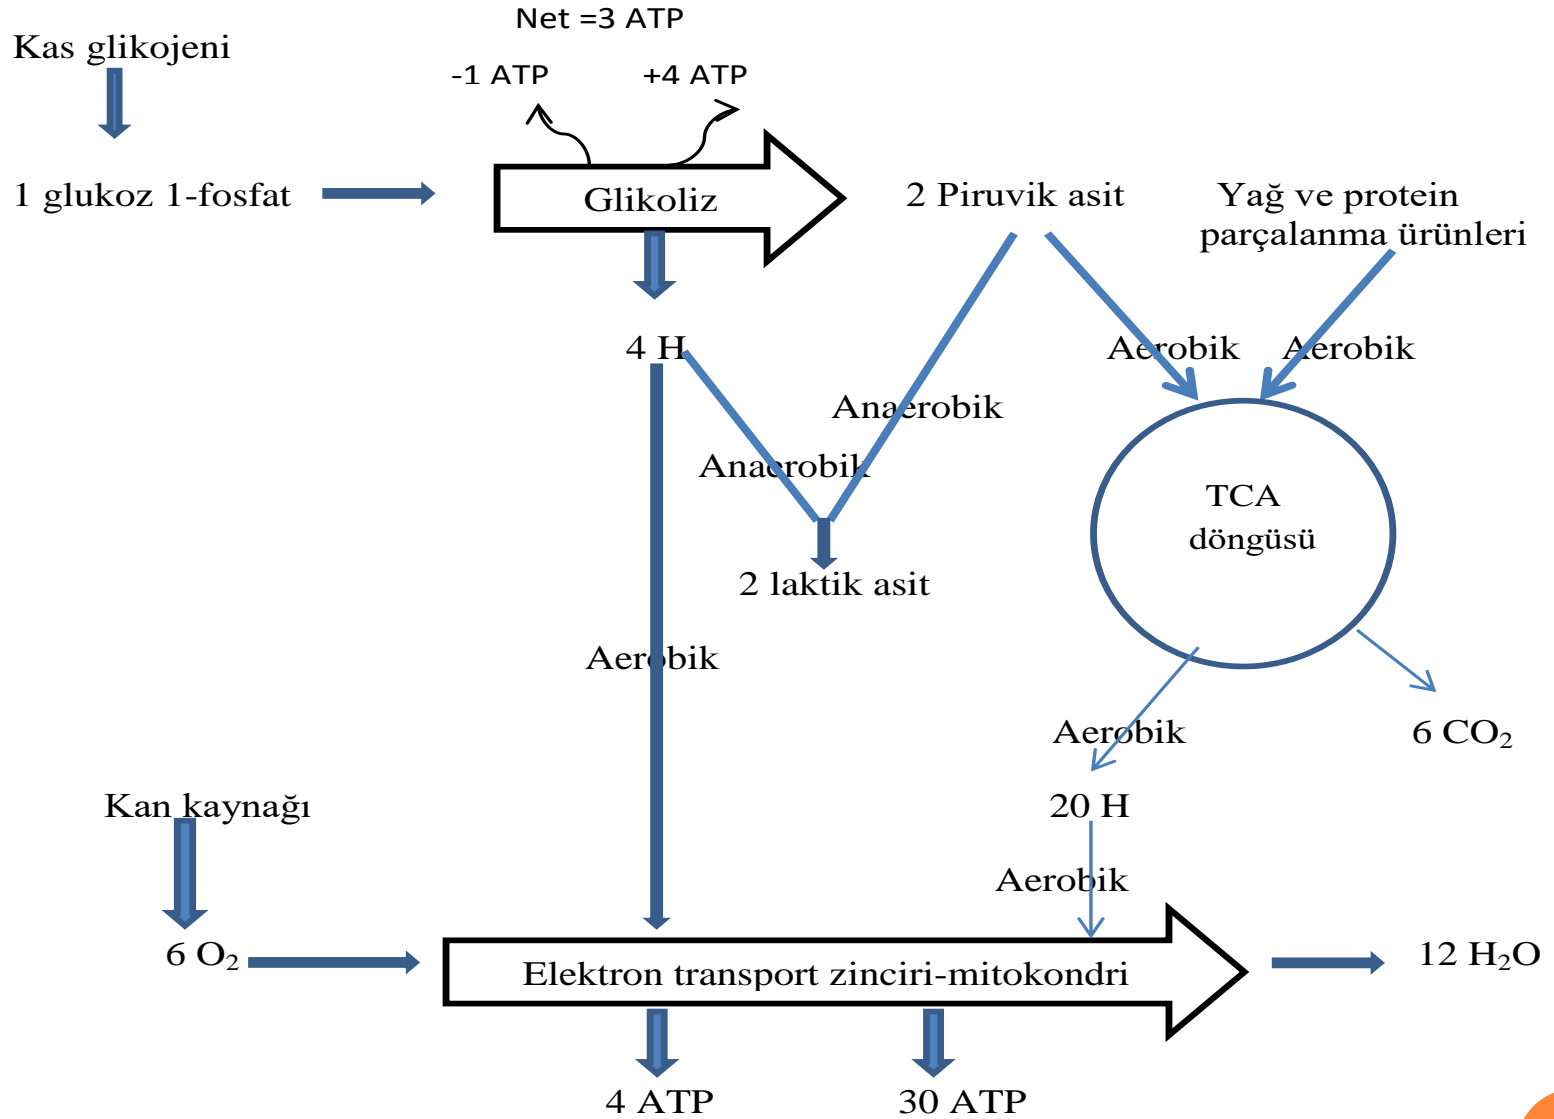 Net =3 ATP
Kas glikojeni
-1 ATP
+4 ATP
1 glukoz 1-fosfat
Glikoliz
2 Piruvik asit
Yağ ve protein
parçalanma ürünleri
4 H
Aerobik
Aerobik
Anaerobik
Anaerobik
TCA
döngüsü
2 laktik asit
Aerobik
Aerobik
6 CO₂
Kan kaynağı
20 H
Aerobik
6 O₂
Elektron transport zinciri-mitokondri
12 H₂O
4 ATP
30 ATP